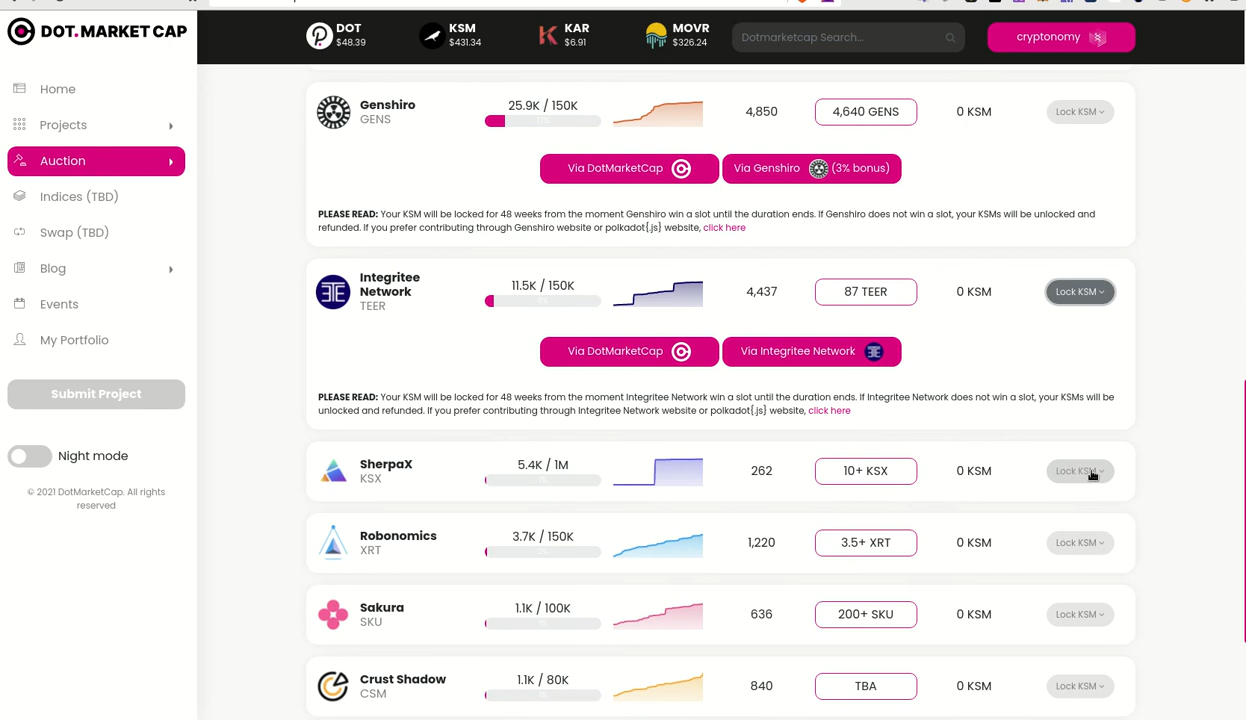 DOT.MARKET CAP
DOT
$48.39
KSM
$431.34
KAR
$6.91
MOVR
$326.24
Dotmarketcap Search...
cryptonomy
Home
Projects
Auction
Indices (TBD)
Swap (TBD)
Blog
Events
My Portfolio
Submit Project
Night mode
© 2021 DotMarketCap. All rights
reserved
Genshiro
GENS
25.9K / 150K
17%
4,850
4,640 GENS
0 KSM
Lock KSM
Via DotMarketCap
Via Genshiro (3% bonus)
PLEASE READ: Your KSM will be locked for 48 weeks from the moment Genshiro win a slot until the duration ends. If Genshiro does not win a slot, your KSMs will be unlocked and
refunded. If you prefer contributing through Genshiro website or polkadot{.js} website, click here
Integritee
Network
TEER
11.5K / 150K
4,437
87 TEER
0 KSM
Lock KSM
Via DotMarketCap
Via Integritee Network
PLEASE READ: Your KSM will be locked for 48 weeks from the moment Integritee Network win a slot until the duration ends. If Integritee Network does not win a slot, your KSMs will be
unlocked and refunded. If you prefer contributing through Integritee Network website or polkadot{.js} website, click here
SherpaX
KSX
5.4K / 1M
262
10+ KSX
0 KSM
Lock KSM
Robonomics
XRT
3.7K / 150K
1,220
3.5+ XRT
0 KSM
Lock KSM
Sakura
SKU
1.1K / 100K
636
200+ SKU
0 KSM
Lock KSM
Crust Shadow
CSM
1.1K / 80K
840
TBA
0 KSM
Lock KSM